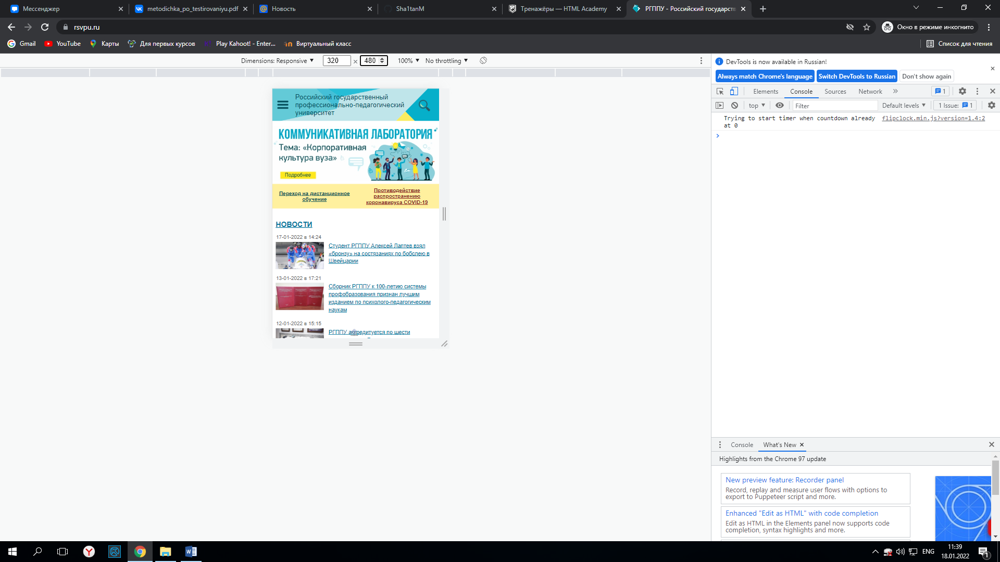 Мессенджер
metodichka_po_testirovaniyu.pdf
Новость
Sha1tanM
Тренажёры — HTML Academy
РГППУ - Российский государств
rsvpu.ru
Окно в режиме инкогнито
Gmail
YouTube
Карты
Для первых курсов
Play Kahoot! - Enter...
Виртуальный класс
Список для чтения
Dimensions: Responsive
320 × 480
100%
No throttling
Российский государственный
профессионально-педагогический
университет
КОММУНИКАТИВНАЯ ЛАБОРАТОРИЯ
Тема: «Корпоративная
культура вуза»
Подробнее
Переход на дистанционное
обучение
Противодействие
распространению
коронавируса COVID-19
НОВОСТИ
17-01-2022 в 14:24
Студент РГППУ Алексей Лаптев взял
«бронзу» на состязаниях по бобслею в
Швейцарии
13-01-2022 в 17:21
Сборник РГППУ к 100-летию системы
профобразования признан лучшим
изданием по психолого-педагогическим
наукам
12-01-2022 в 15:15
РГППУ аккредитуется по шести
DevTools is now available in Russian!
Always match Chrome's language
Switch DevTools to Russian
Don't show again
Elements
Console
Sources
Network
1
top
Filter
Default levels
1 Issue: 1
Trying to start timer when countdown already
at 0
flipclock.min.js?version=1.4:2
Console
What's New
Highlights from the Chrome 97 update
New preview feature: Recorder panel
Record, replay and measure user flows with options to
export to Puppeteer script and more.
Enhanced "Edit as HTML" with code completion
Edit as HTML in the Elements panel now supports code
completion, syntax highlights and more.
ENG
11:39
18.01.2022
1